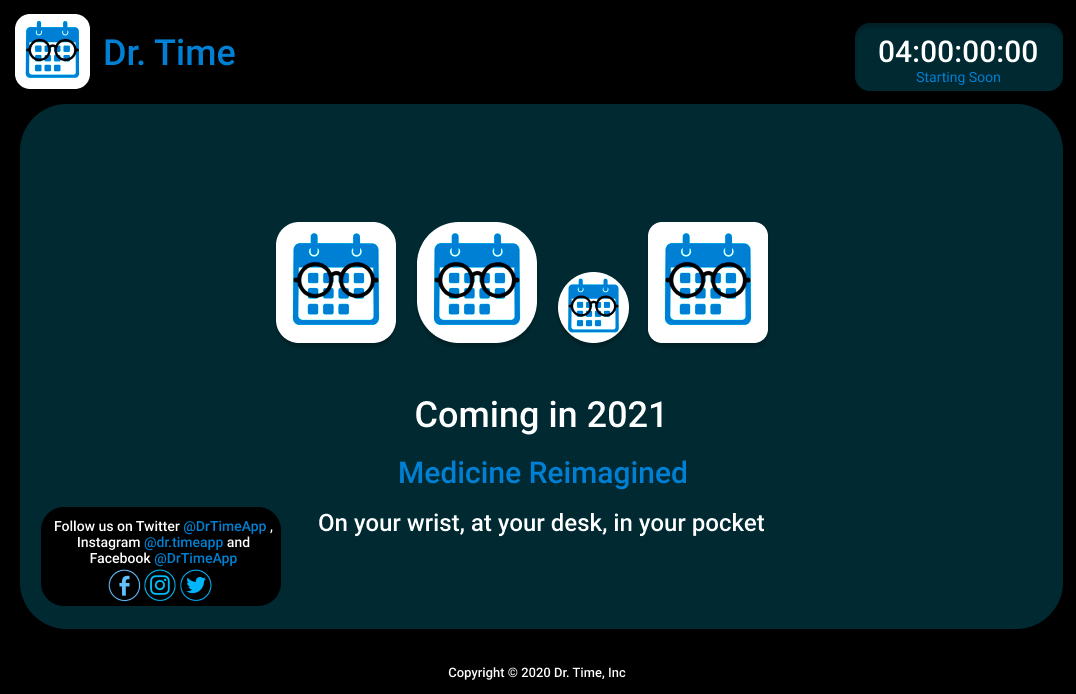 Dr. Time
04:00:00:00
Starting Soon
Coming in 2021
Medicine Reimagined
On your wrist, at your desk, in your pocket
Follow us on Twitter @DrTimeApp ,
Instagram @dr.timeapp and
Facebook @DrTimeApp
Copyright © 2020 Dr. Time, Inc